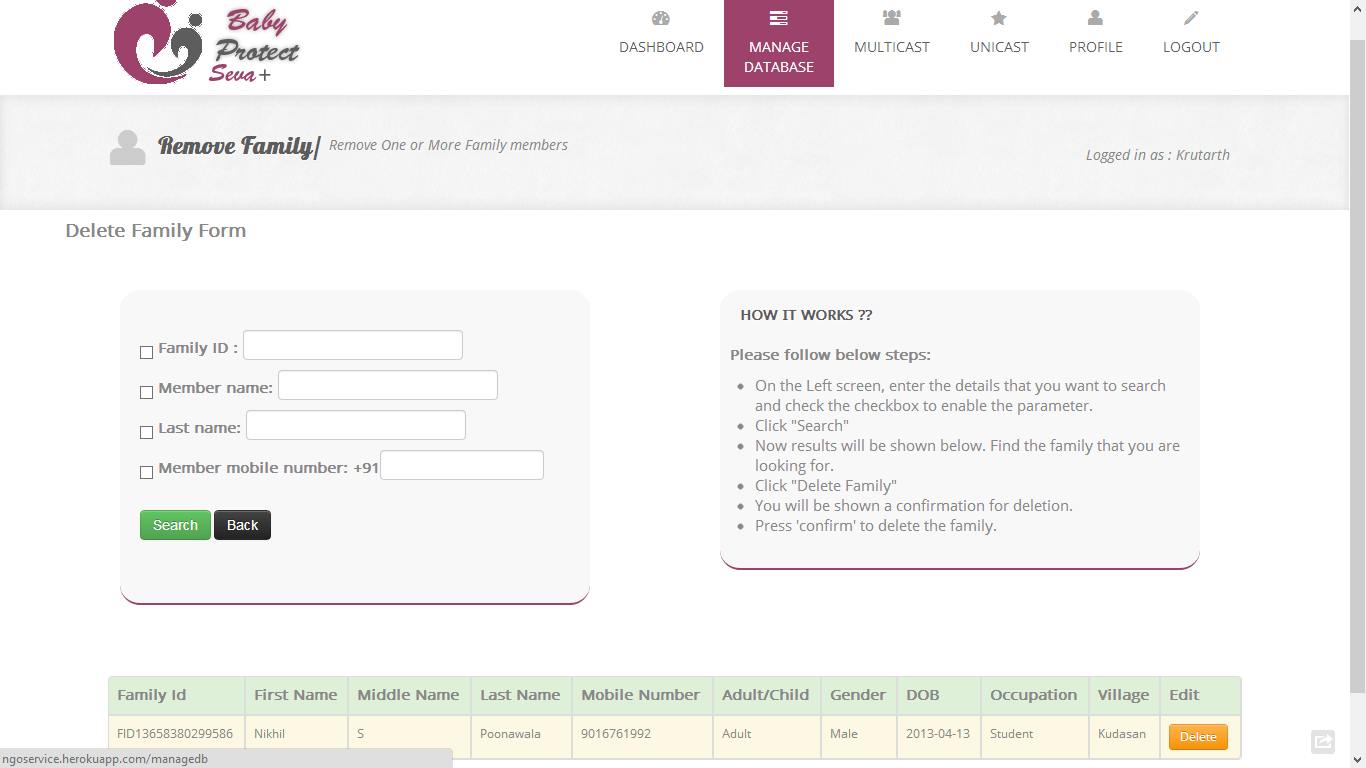 Baby
Protect
Seva+
DASHBOARD
MANAGE
DATABASE
MULTICAST
UNICAST
PROFILE
LOGOUT
Remove Family/ Remove One or More Family members
Logged in as : Krutarth
Delete Family Form
Family ID :
Member name:
Last name:
Member mobile number: +91
Search Back
HOW IT WORKS ??
Please follow below steps:
On the Left screen, enter the details that you want to search
and check the checkbox to enable the parameter.
Click "Search"
Now results will be shown below. Find the family that you are
looking for.
Click "Delete Family"
You will be shown a confirmation for deletion.
Press 'confirm' to delete the family.
Family Id First Name Middle Name Last Name Mobile Number Adult/Child Gender DOB Occupation Village Edit
FID13658380299586 Nikhil S Poonawala 9016761992 Adult Male 2013-04-13 Student Kudasan Delete
ngoservice.herokuapp.com/managedb